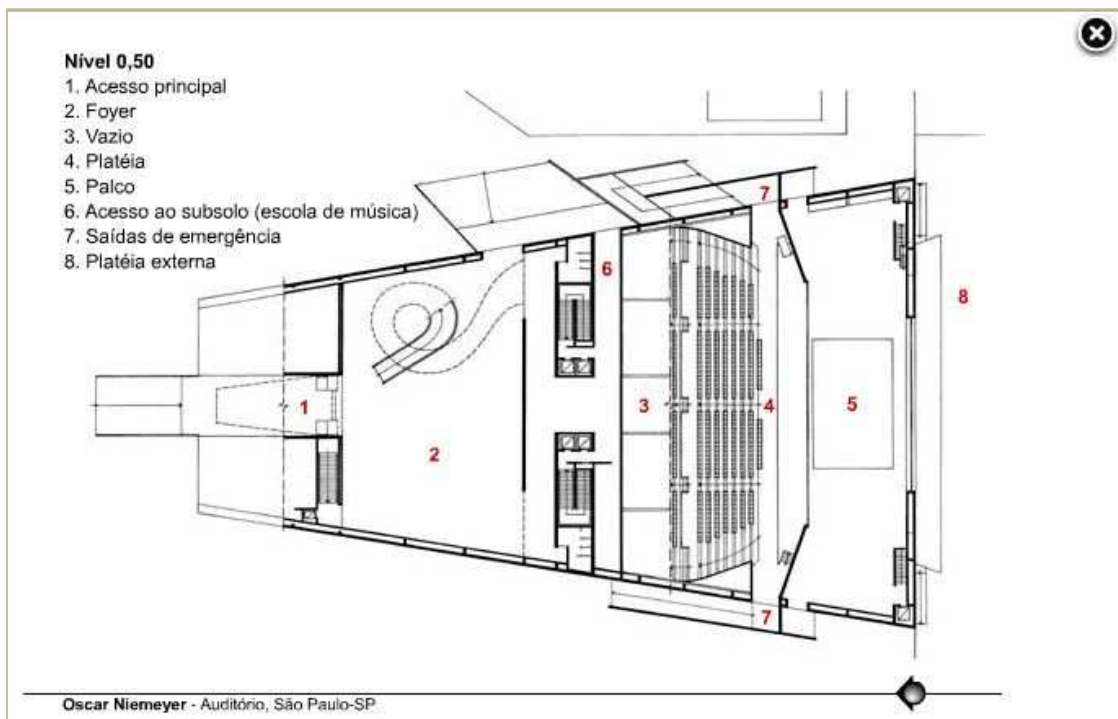 Nível 0,50
1. Acesso principal
2. Foyer
3. Vazio
4. Platéia
5. Palco
6. Acesso ao subsolo (escola de música)
7. Saídas de emergência
8. Platéia externa
7
6
8
1
3
4
5
2
7
Oscar Niemeyer - Auditório, São Paulo-SP